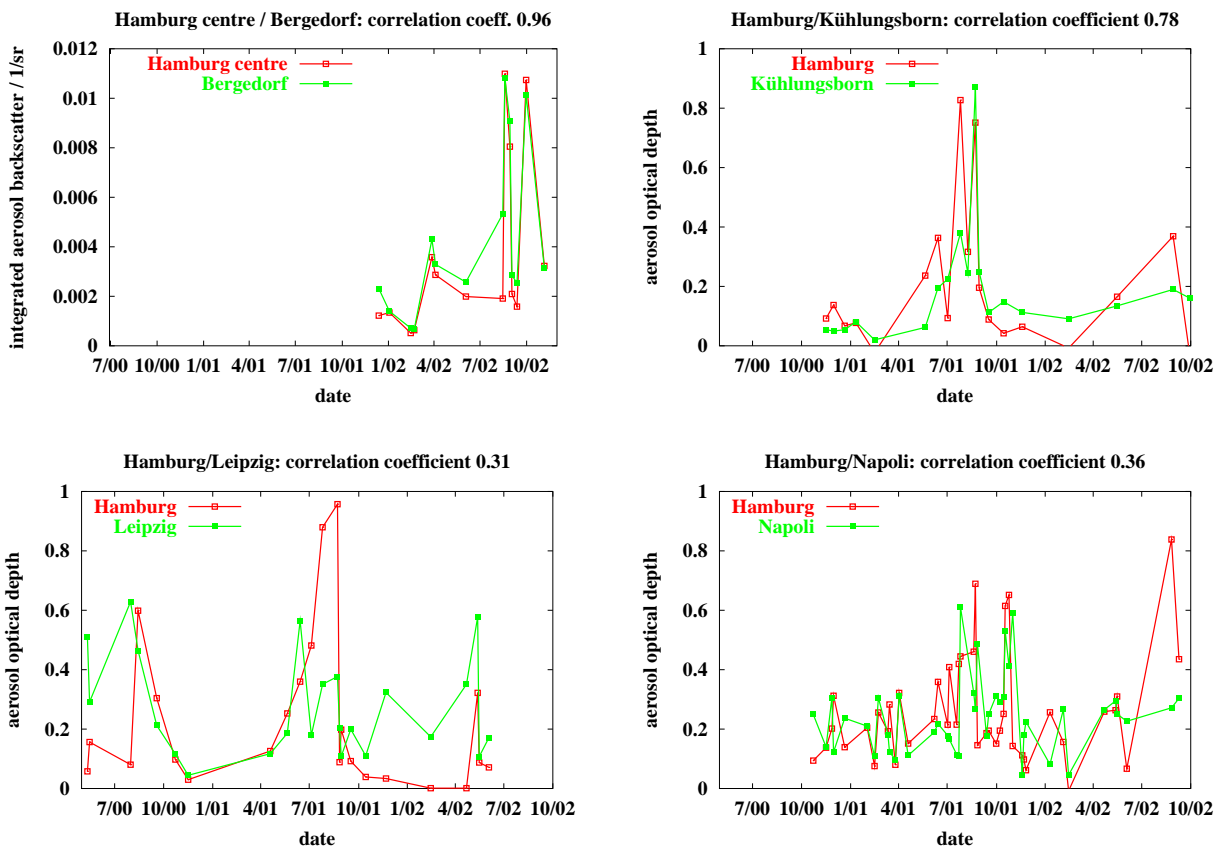 Hamburg centre / Bergedorf: correlation coeff. 0.96
integrated aerosol backscatter / 1/sr
0.012
0.01
0.008
0.006
0.004
0.002
0
Hamburg centre
Bergedorf
7/00 10/00 1/01 4/01 7/01 10/01 1/02 4/02 7/02 10/02
date
Hamburg/Kühlungsborn: correlation coefficient 0.78
aerosol optical depth
1
0.8
0.6
0.4
0.2
0
Hamburg
Kühlungsborn
7/00 10/00 1/01 4/01 7/01 10/01 1/02 4/02 7/02 10/02
date
Hamburg/Leipzig: correlation coefficient 0.31
aerosol optical depth
1
0.8
0.6
0.4
0.2
0
Hamburg
Leipzig
7/00 10/00 1/01 4/01 7/01 10/01 1/02 4/02 7/02 10/02
date
Hamburg/Napoli: correlation coefficient 0.36
aerosol optical depth
1
0.8
0.6
0.4
0.2
0
Hamburg
Napoli
7/00 10/00 1/01 4/01 7/01 10/01 1/02 4/02 7/02 10/02
date